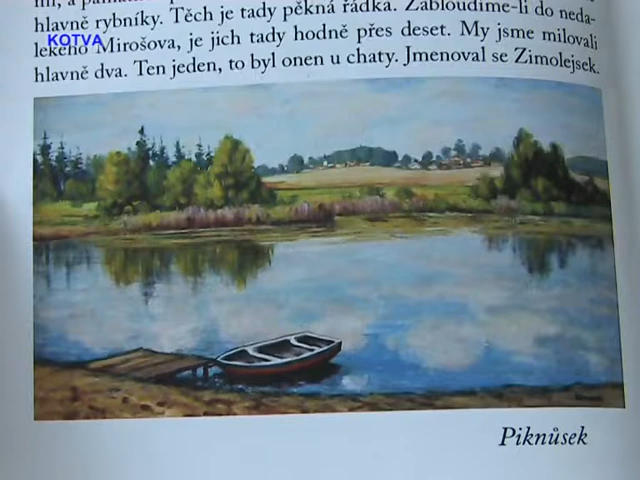 hlavně rybníky. Těch je tady pěkná řádka. Zabloudíme-li do neda-
lekého Mirošova, je jich tady hodně přes deset. My jsme milovali
KOTVA
hlavně dva. Ten jeden, to byl onen u chaty. Jmenoval se Zimolejsek.
Piknůsek